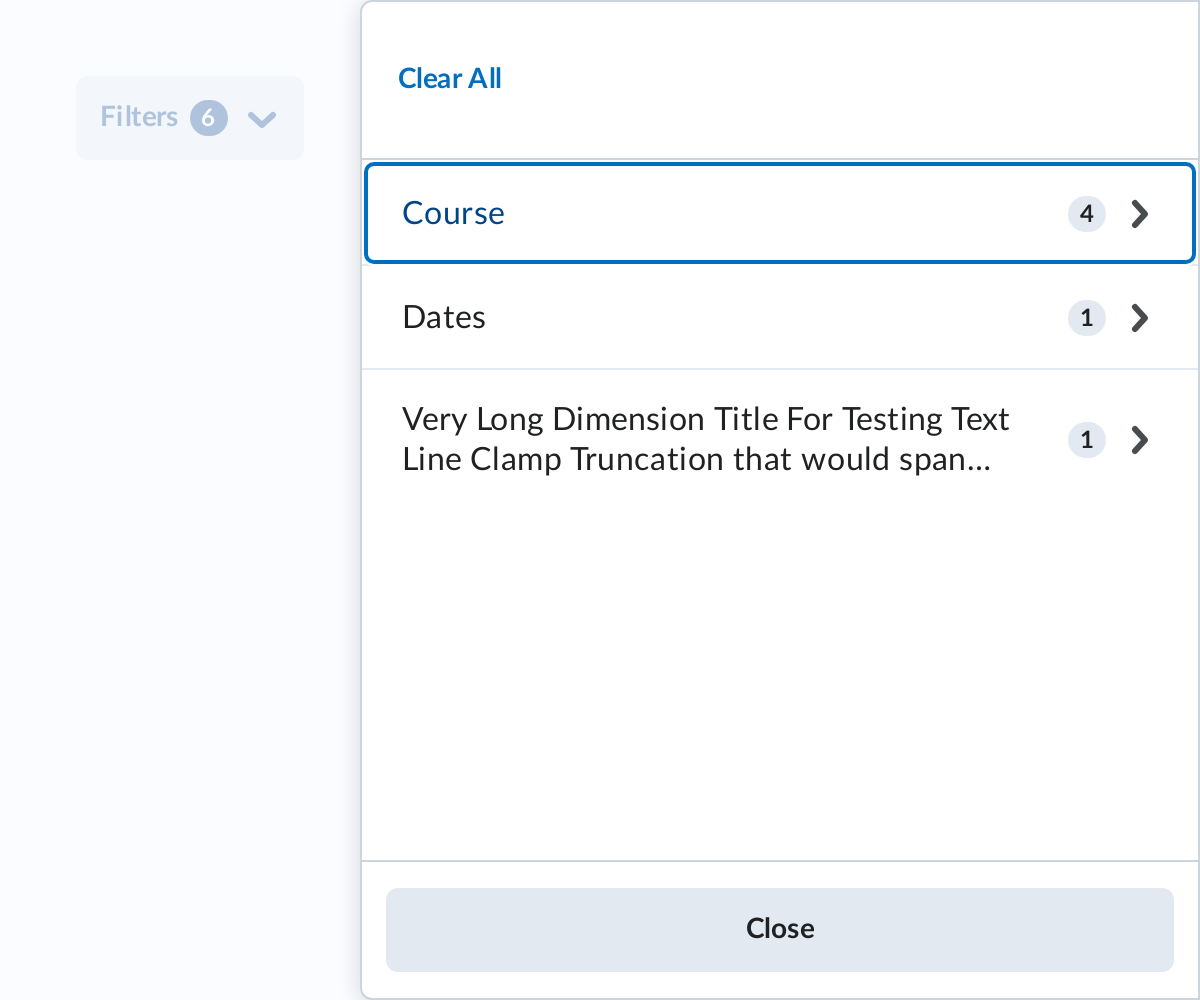 Filters 6
Clear All
Course 4
Dates 1
Very Long Dimension Title For Testing Text
Line Clamp Truncation that would span... 1
Close